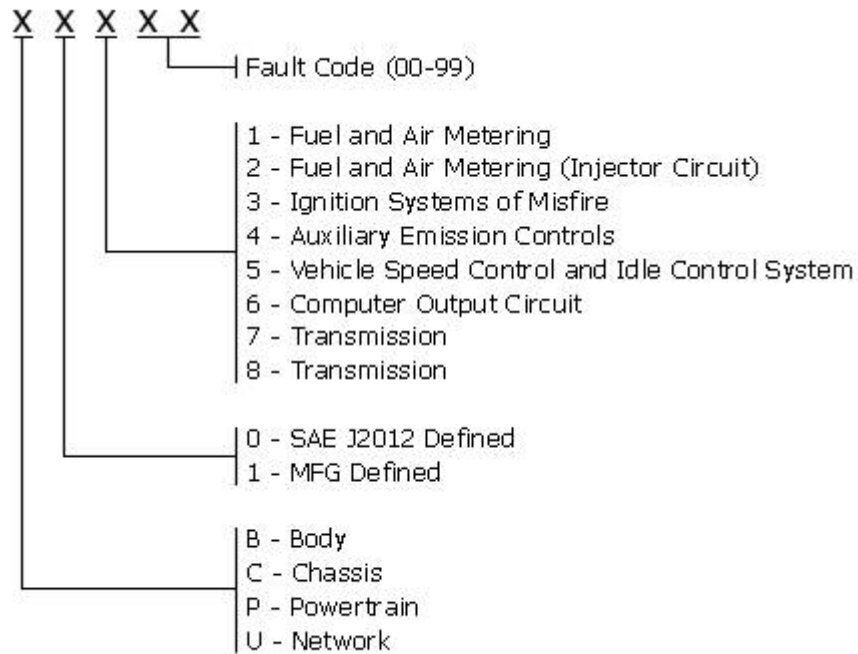 X X X X X
Fault Code (00-99)
1 - Fuel and Air Metering
2 - Fuel and Air Metering (Injector Circuit)
3 - Ignition Systems of Misfire
4 - Auxiliary Emission Controls
5 - Vehicle Speed Control and Idle Control System
6 - Computer Output Circuit
7 - Transmission
8 - Transmission
0 - SAE J2012 Defined
1 - MFG Defined
B - Body
C - Chassis
P - Powertrain
U - Network